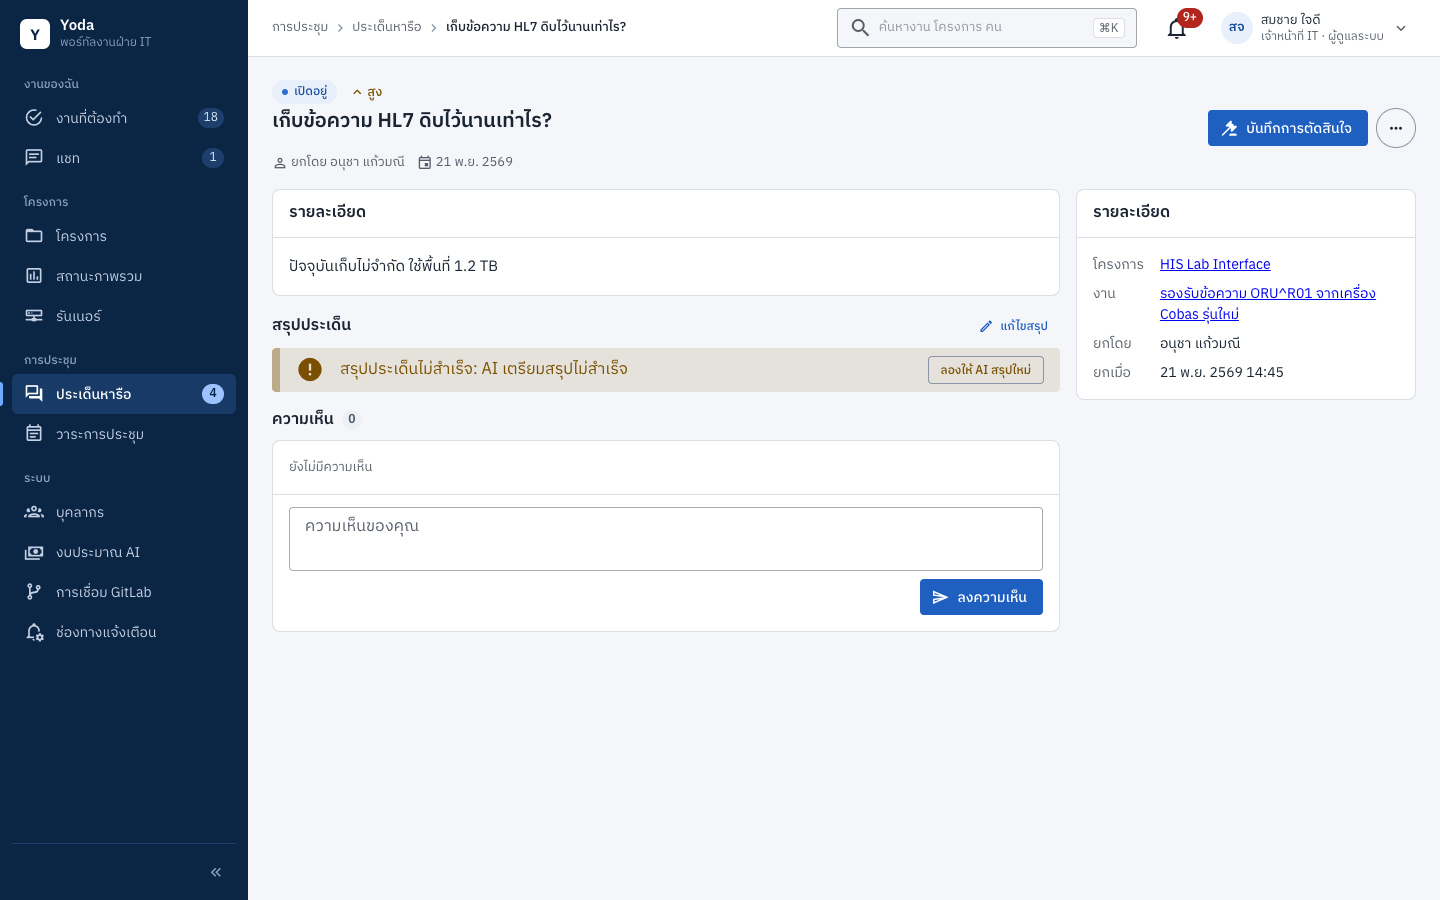 Y
Yoda
พอร์ทัลงานฝ่าย IT
งานของฉัน
งานที่ต้องทำ 18
แชท 1
โครงการ
โครงการ
สถานะภาพรวม
รันเนอร์
การประชุม
ประเด็นหารือ 4
วาระการประชุม
ระบบ
บุคลากร
งบประมาณ AI
การเชื่อม GitLab
ช่องทางแจ้งเตือน
การประชุม › ประเด็นหารือ › เก็บข้อความ HL7 ดิบไว้นานเท่าไร?
ค้นหางาน โครงการ คน ⌘K
9+
สจ
สมชาย ใจดี
เจ้าหน้าที่ IT · ผู้ดูแลระบบ
เปิดอยู่ สูง
เก็บข้อความ HL7 ดิบไว้นานเท่าไร?
บันทึกการตัดสินใจ
ยกโดย อนุชา แก้วมณี 21 พ.ย. 2569
รายละเอียด
ปัจจุบันเก็บไม่จำกัด ใช้พื้นที่ 1.2 TB
สรุปประเด็น
แก้ไขสรุป
สรุปประเด็นไม่สำเร็จ: AI เตรียมสรุปไม่สำเร็จ
ลองให้ AI สรุปใหม่
ความเห็น 0
ยังไม่มีความเห็น
ความเห็นของคุณ
ลงความเห็น
รายละเอียด
โครงการ HIS Lab Interface
งาน รองรับข้อความ ORU^R01 จากเครื่อง
Cobas รุ่นใหม่
ยกโดย อนุชา แก้วมณี
ยกเมื่อ 21 พ.ย. 2569 14:45